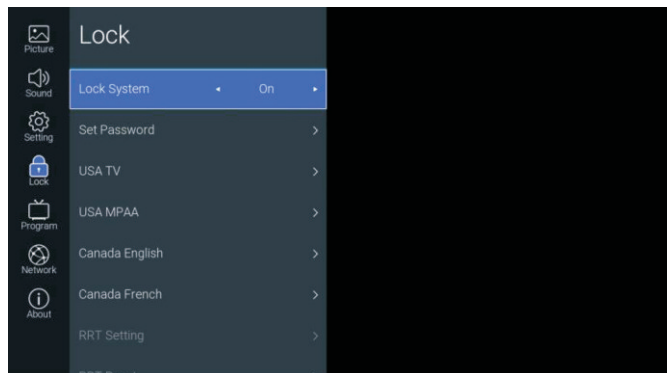 Picture
Sound
Setting
Lock
Program
Network
About
Lock
Lock System On
Set Password
USA TV
USA MPAA
Canada English
Canada French
RRT Setting